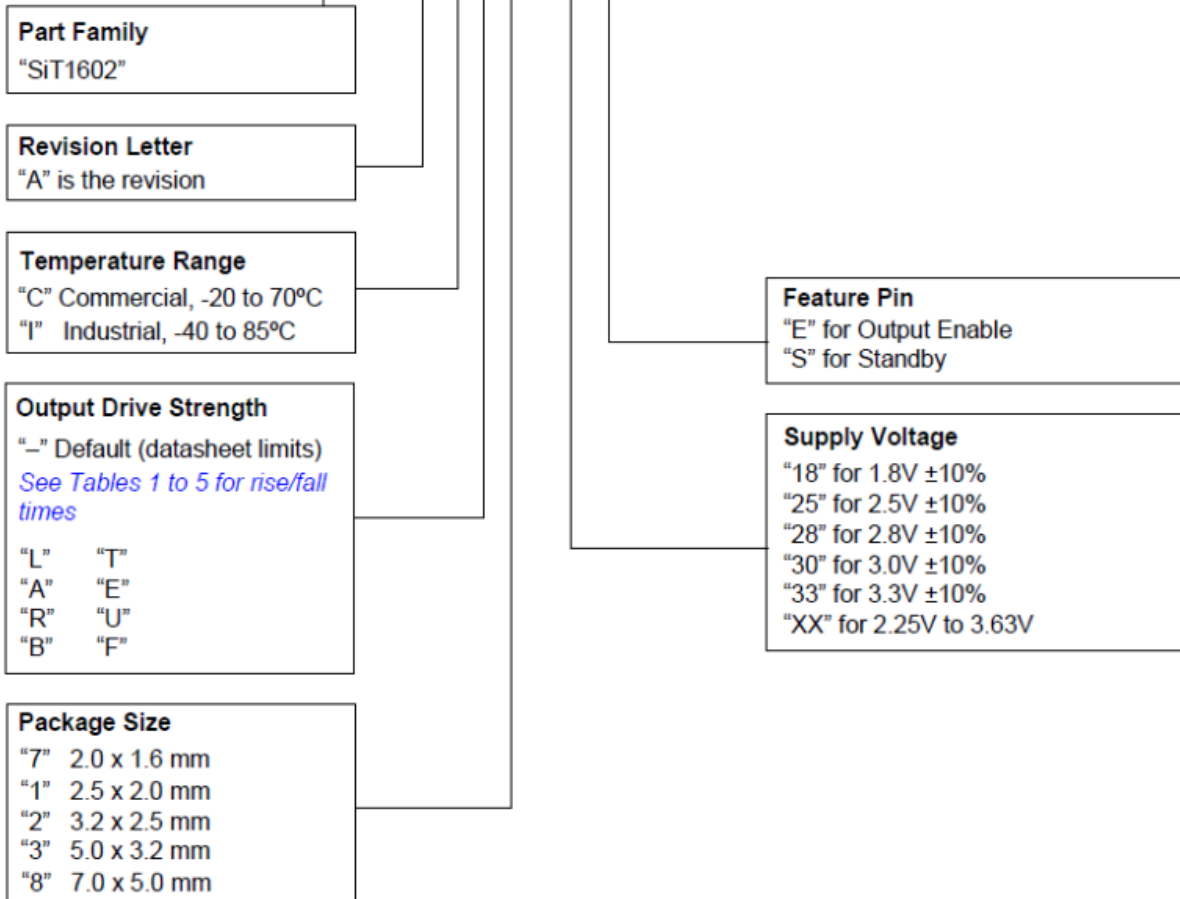 Part Family
“SiT1602”
Revision Letter
“A” is the revision
Temperature Range
“C” Commercial, -20 to 70ºC
“I” Industrial, -40 to 85ºC
Output Drive Strength
“–” Default (datasheet limits)
See Tables 1 to 5 for rise/fall
times
“L” “T”
“A” “E”
“R” “U”
“B” “F”
Package Size
“7” 2.0 x 1.6 mm
“1” 2.5 x 2.0 mm
“2” 3.2 x 2.5 mm
“3” 5.0 x 3.2 mm
“8” 7.0 x 5.0 mm
Feature Pin
“E” for Output Enable
“S” for Standby
Supply Voltage
“18” for 1.8V ±10%
“25” for 2.5V ±10%
“28” for 2.8V ±10%
“30” for 3.0V ±10%
“33” for 3.3V ±10%
“XX” for 2.25V to 3.63V